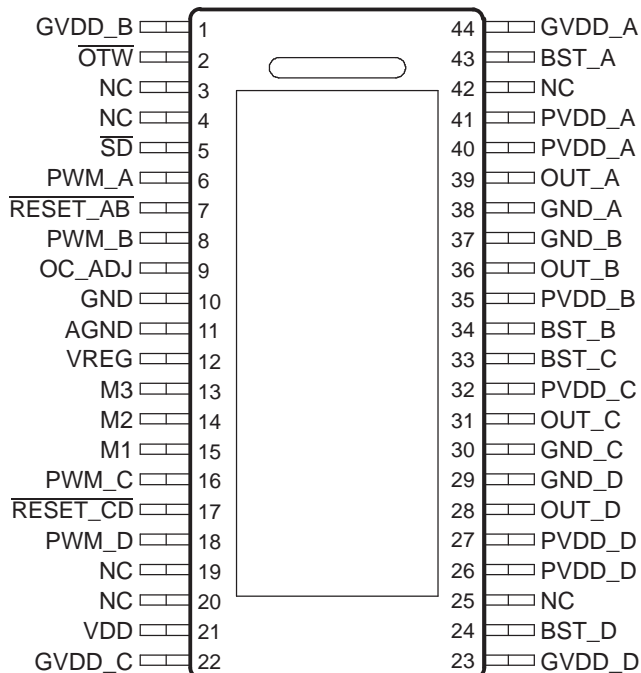 GVDD_B 1 44 GVDD_A
OTW 2 43 BST_A
NC 3 42 NC
NC 4 41 PVDD_A
SD 5 40 PVDD_A
PWM_A 6 39 OUT_A
RESET_AB 7 38 GND_A
PWM_B 8 37 GND_B
OC_ADJ 9 36 OUT_B
GND 10 35 PVDD_B
AGND 11 34 BST_B
VREG 12 33 BST_C
M3 13 32 PVDD_C
M2 14 31 OUT_C
M1 15 30 GND_C
PWM_C 16 29 GND_D
RESET_CD 17 28 OUT_D
PWM_D 18 27 PVDD_D
NC 19 26 PVDD_D
NC 20 25 NC
VDD 21 24 BST_D
GVDD_C 22 23 GVDD_D